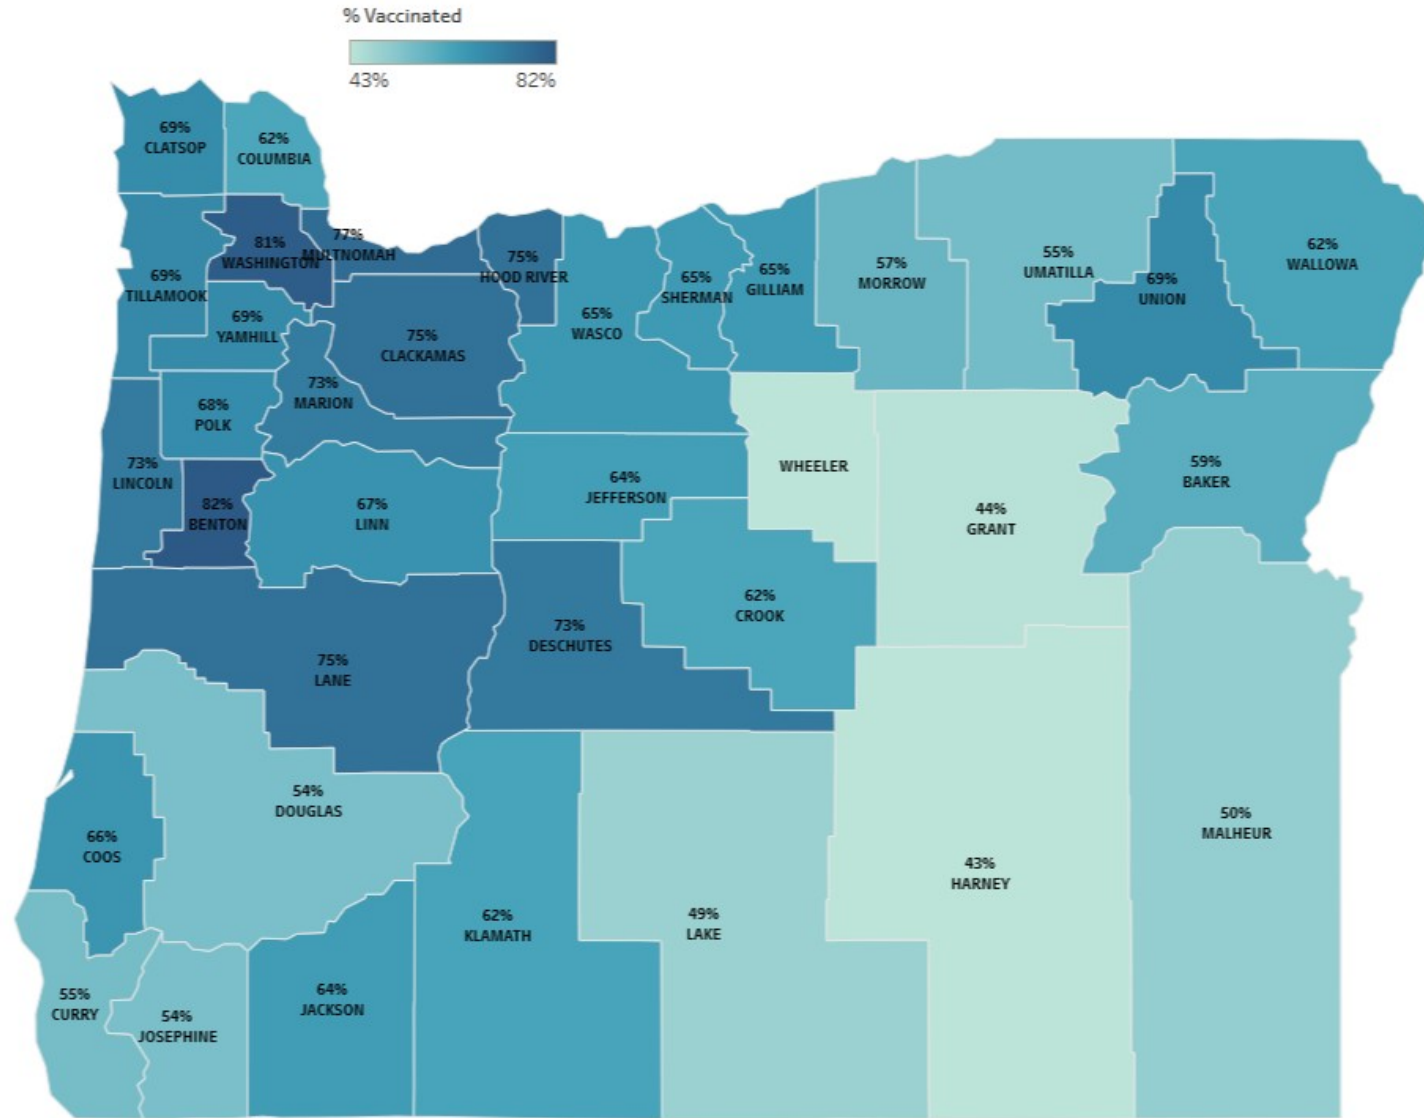 % Vaccinated
43%
82%
69%
CLATSOP
62%
COLUMBIA
81%
WASHINGTON
77%
MULTNOMAH
75%
HOOD RIVER
69%
TILLAMOOK
69%
YAMHILL
75%
CLACKAMAS
65%
WASCO
65%
SHERMAN
65%
GILLIAM
57%
MORROW
55%
UMATILLA
69%
UNION
62%
WALLOWA
68%
POLK
73%
MARION
73%
LINCOLN
82%
BENTON
67%
LINN
64%
JEFFERSON
WHEELER
44%
GRANT
59%
BAKER
75%
LANE
73%
DESCHUTES
62%
CROOK
54%
DOUGLAS
66%
COOS
55%
CURRY
54%
JOSEPHINE
64%
JACKSON
62%
KLAMATH
49%
LAKE
43%
HARNEY
50%
MALHEUR